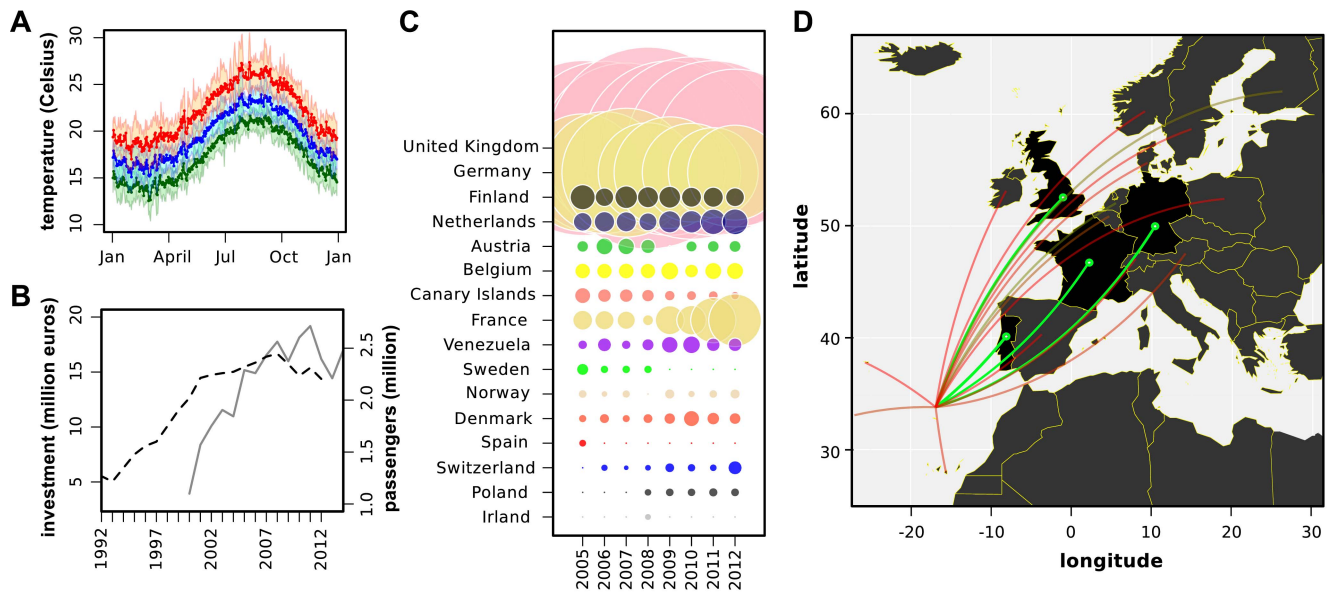 A
temperature (Celsius)
30
25
20
15
10
Jan
April
Jul
Oct
Jan
B
investment (million euros)
20
15
10
5
1992
1997
2002
2007
2012
2.5
2.0
1.5
1.0
passengers (million)
C
United Kingdom
Germany
Finland
Netherlands
Austria
Belgium
Canary Islands
France
Venezuela
Sweden
Norway
Denmark
Spain
Switzerland
Poland
Irland
2005
2006
2007
2008
2009
2010
2011
2012
D
latitude
60
50
40
30
-20
-10
0
10
20
30
longitude